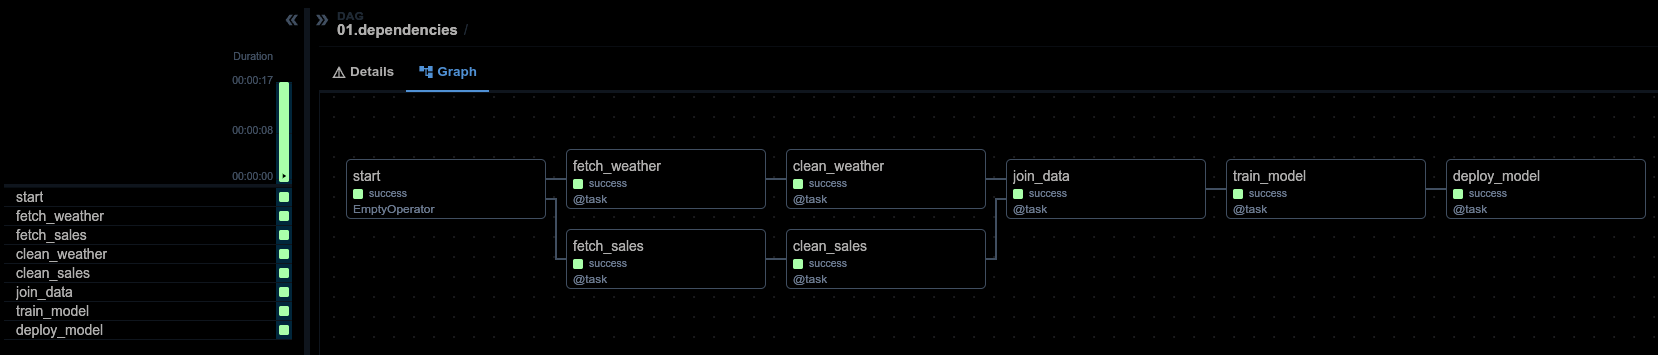 « » DAG
01.dependencies /
Duration
00:00:17
00:00:08
00:00:00
start
fetch_weather
fetch_sales
clean_weather
clean_sales
join_data
train_model
deploy_model
Details Graph
start
success
EmptyOperator
fetch_weather
success
@task
clean_weather
success
@task
fetch_sales
success
@task
clean_sales
success
@task
join_data
success
@task
train_model
success
@task
deploy_model
success
@task